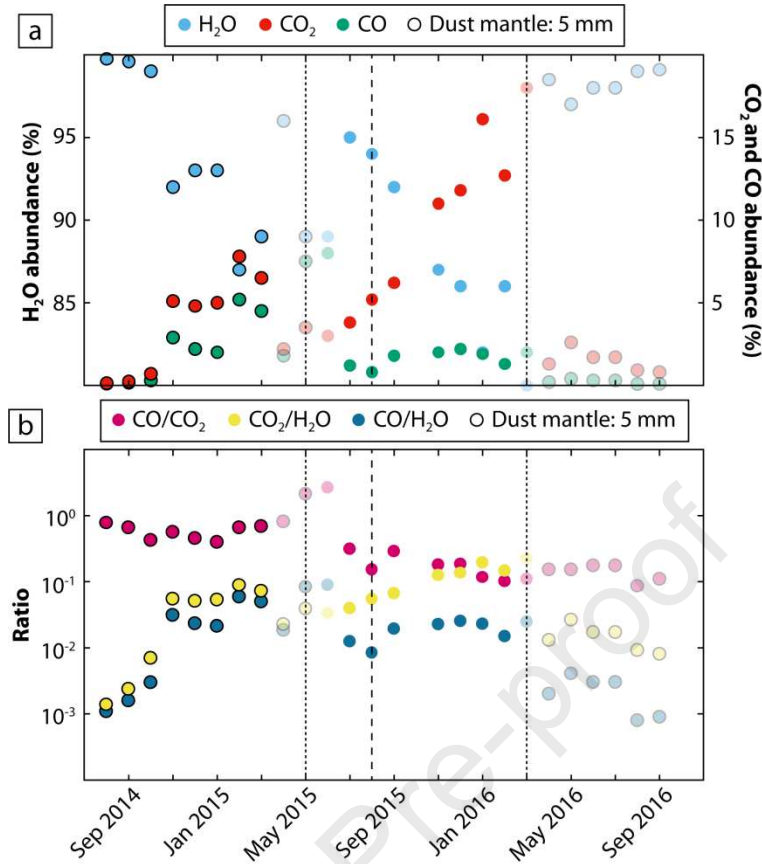 a
H₂O CO₂ CO Dust mantle: 5 mm
H₂O abundance (%)
95
90
85
CO₂ and CO abundance (%)
15
10
5
b
CO/CO₂ CO₂/H₂O CO/H₂O Dust mantle: 5 mm
Ratio
10⁰
10⁻¹
10⁻²
10⁻³
Sep 2014
Jan 2015
May 2015
Sep 2015
Jan 2016
May 2016
Sep 2016
Pre-proof